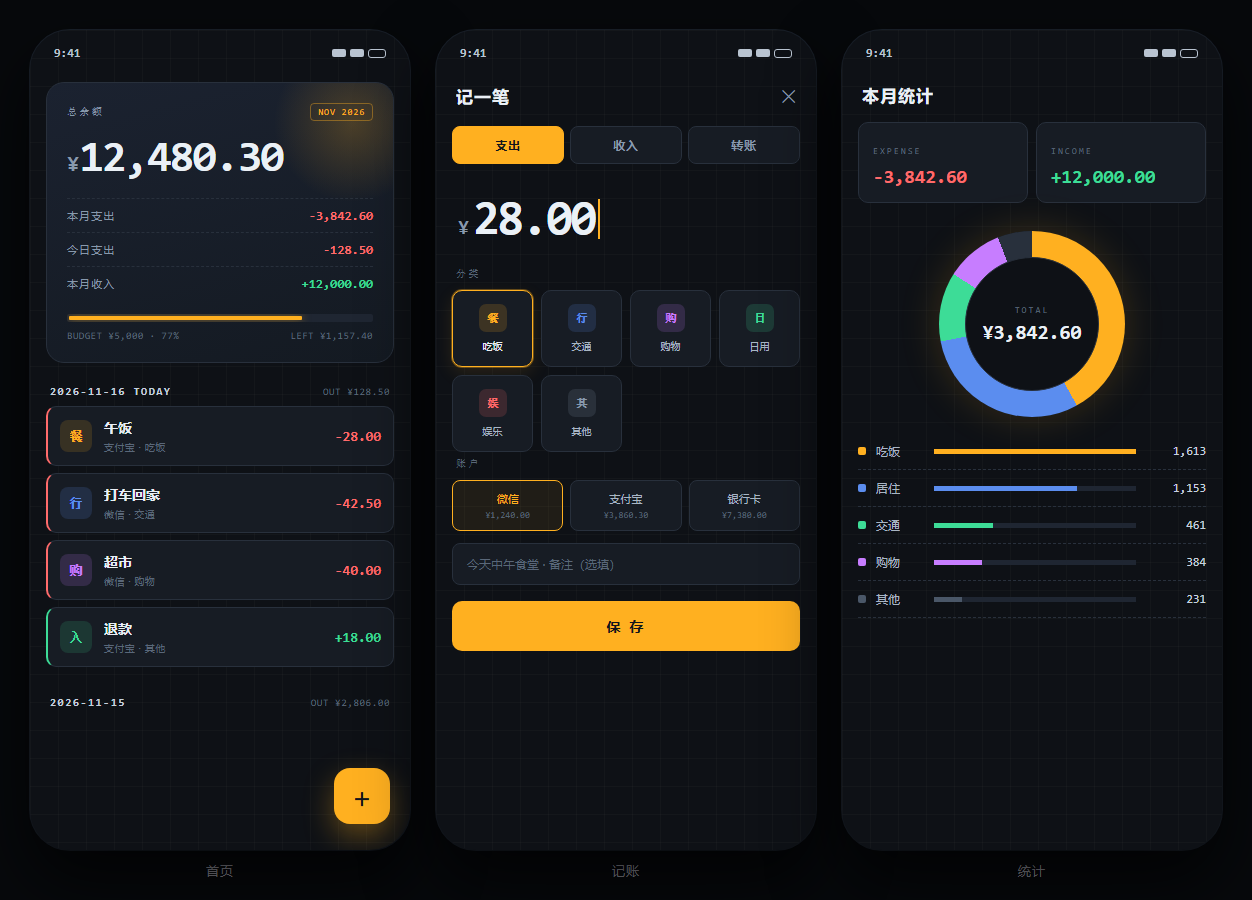 9:41
总余额
NOV 2026
¥12,480.30
本月支出
-3,842.60
今日支出
-128.50
本月收入
+12,000.00
BUDGET ¥5,000 · 77%
LEFT ¥1,157.40
2026-11-16 TODAY
OUT ¥128.50
餐
午饭
支付宝 · 吃饭
-28.00
行
打车回家
微信 · 交通
-42.50
购
超市
微信 · 购物
-40.00
入
退款
支付宝 · 其他
+18.00
2026-11-15
OUT ¥2,806.00
+
首页
9:41
记一笔
支出
收入
转账
¥28.00
分类
餐
吃饭
行
交通
购
购物
日
日用
娱
娱乐
其
其他
账户
微信
¥1,240.00
支付宝
¥3,860.30
银行卡
¥7,380.00
今天中午食堂 · 备注（选填）
保 存
记账
9:41
本月统计
EXPENSE
-3,842.60
INCOME
+12,000.00
TOTAL
¥3,842.60
吃饭
1,613
居住
1,153
交通
461
购物
384
其他
231
统计